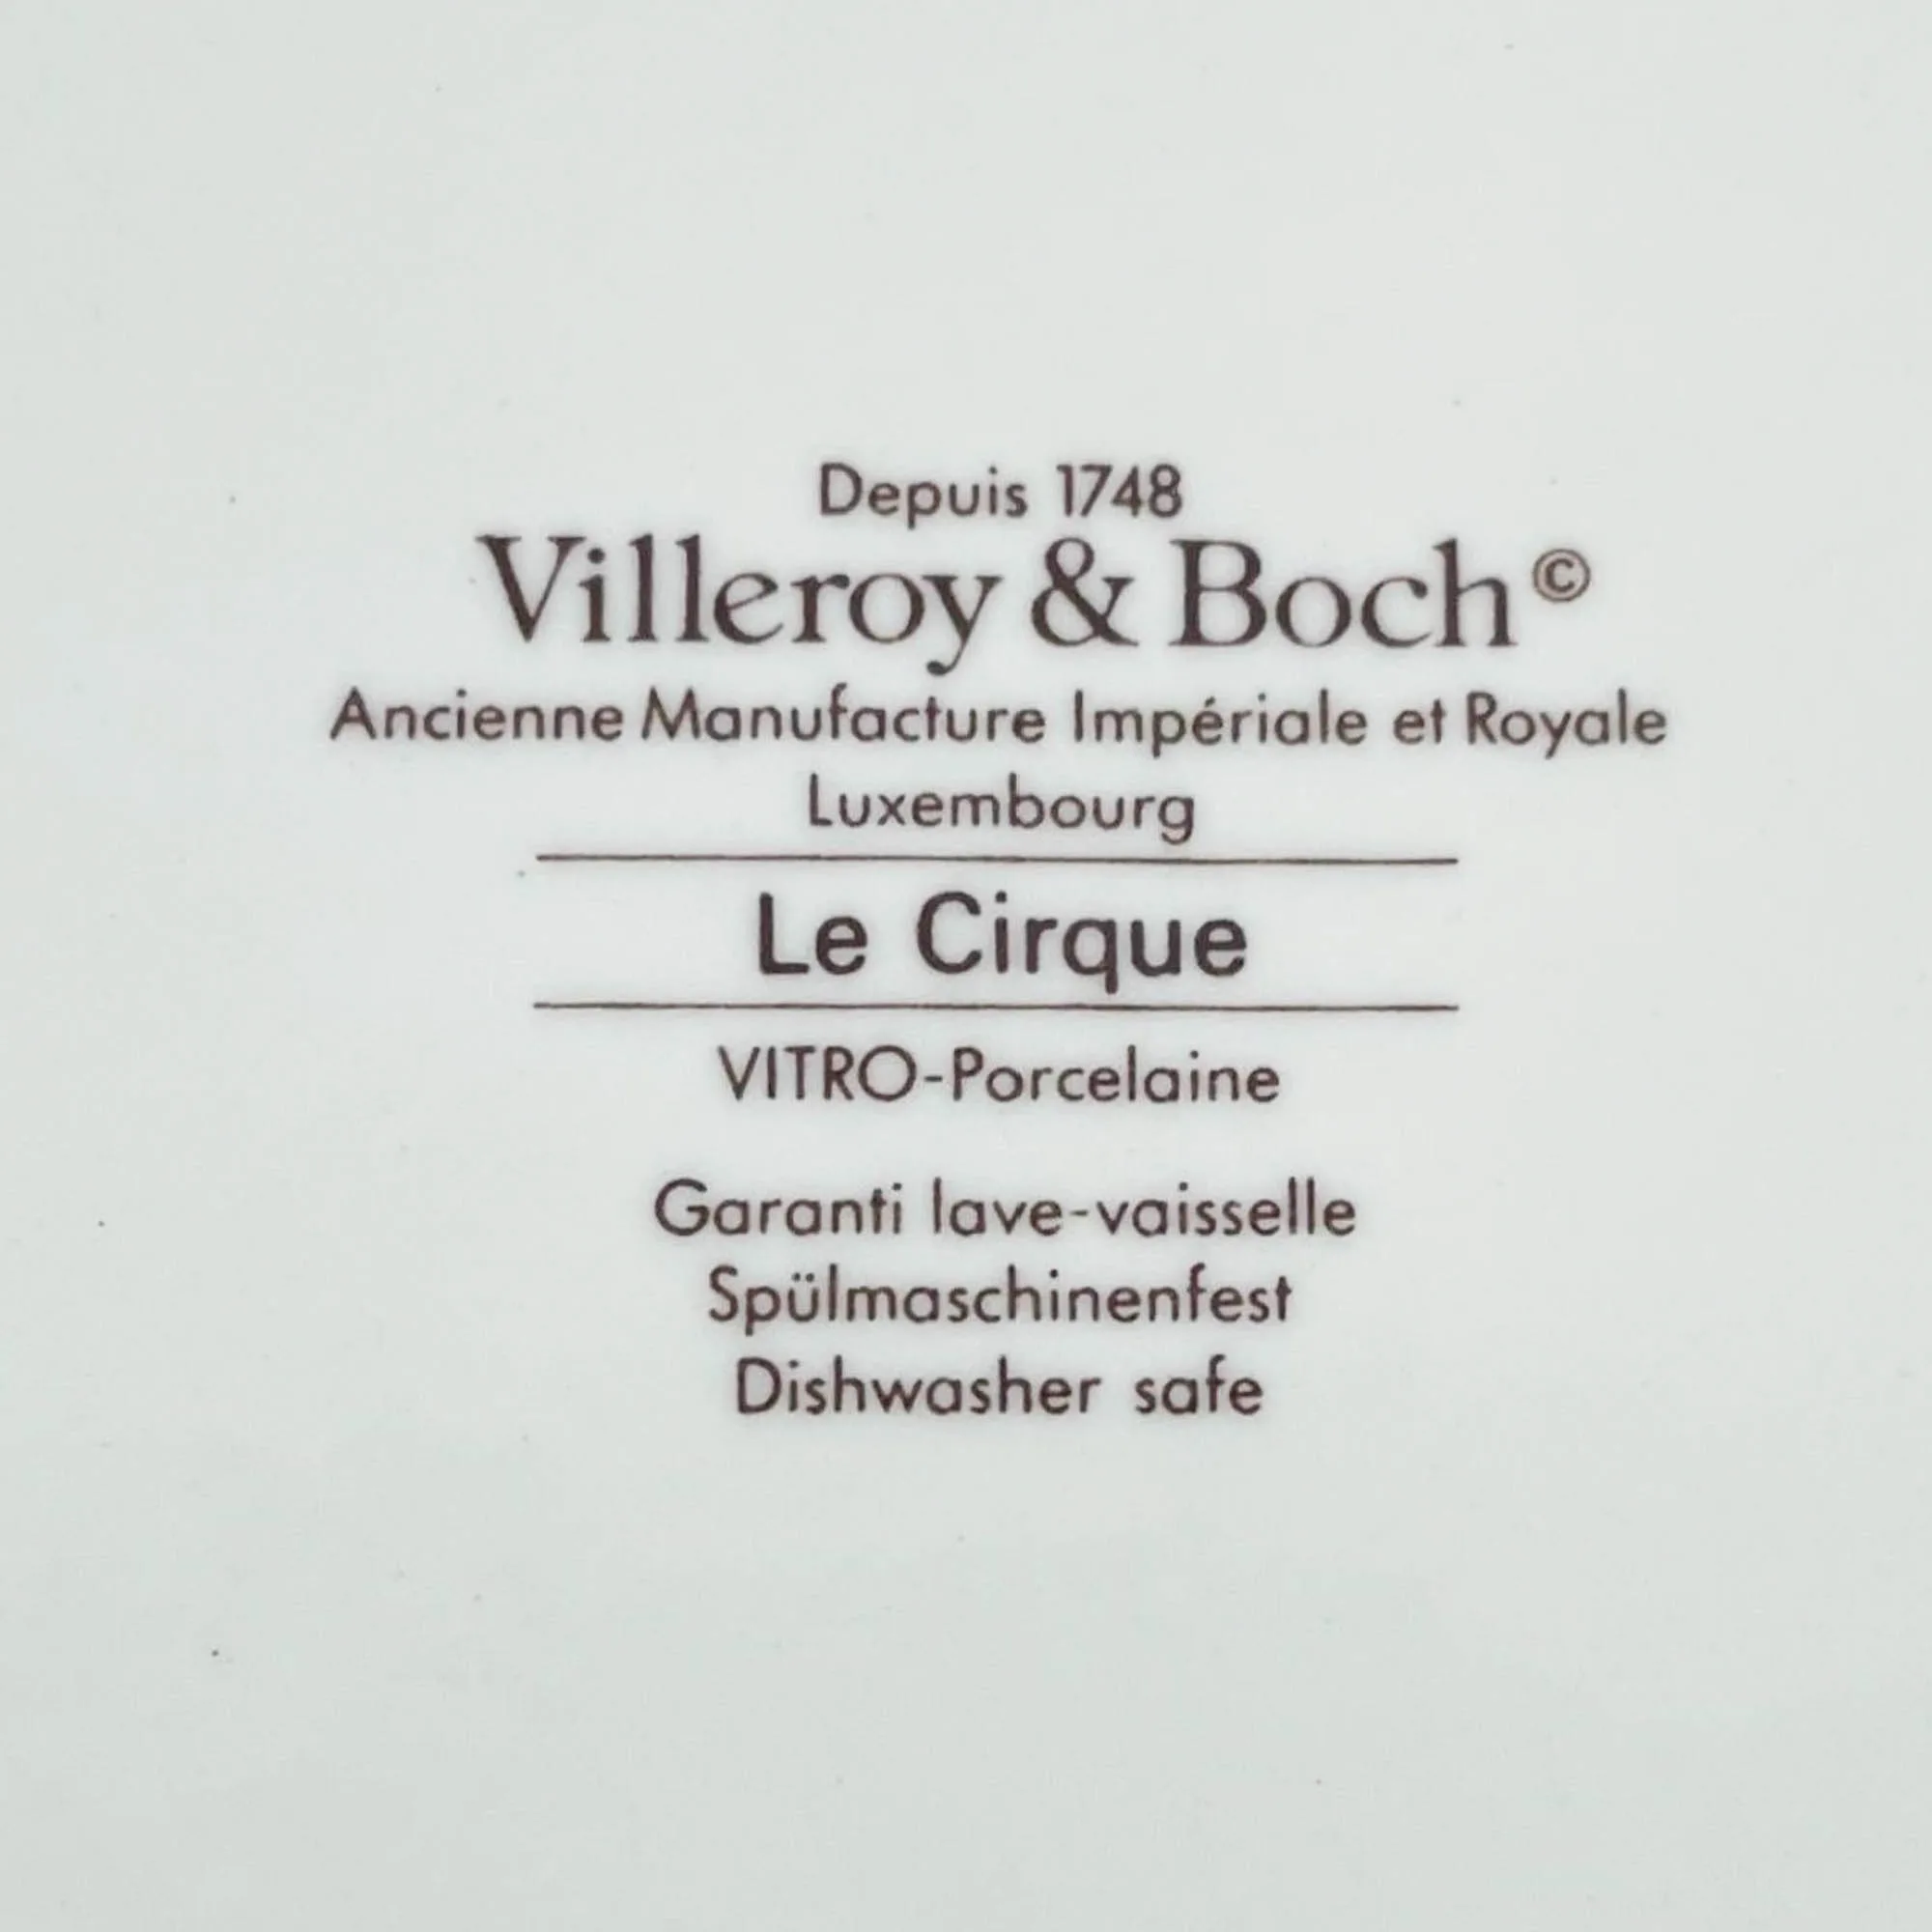 Depuis 1748
Villeroy & Boch©
Ancienne Manufacture Impériale et Royale
Luxembourg
Le Cirque
VITRO-Porcelaine
Garanti lave-vaisselle
Spülmaschinenfest
Dishwasher safe